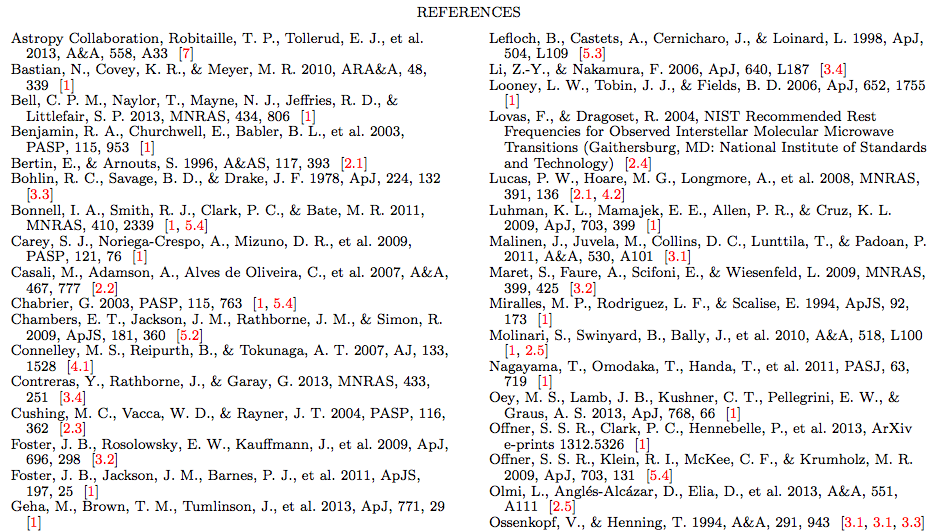 REFERENCES
Astropy Collaboration, Robitaille, T. P., Tollerud, E. J., et al.
2013, A&A, 558, A33 [7]
Bastian, N., Covey, K. R., & Meyer, M. R. 2010, ARA&A, 48,
339 [1]
Bell, C. P. M., Naylor, T., Mayne, N. J., Jeffries, R. D., &
Littlefair, S. P. 2013, MNRAS, 434, 806 [1]
Benjamin, R. A., Churchwell, E., Babler, B. L., et al. 2003,
PASP, 115, 953 [1]
Bertin, E., & Arnouts, S. 1996, A&AS, 117, 393 [2.1]
Bohlin, R. C., Savage, B. D., & Drake, J. F. 1978, ApJ, 224, 132
[3.3]
Bonnell, I. A., Smith, R. J., Clark, P. C., & Bate, M. R. 2011,
MNRAS, 410, 2339 [1, 5.4]
Carey, S. J., Noriega-Crespo, A., Mizuno, D. R., et al. 2009,
PASP, 121, 76 [1]
Casali, M., Adamson, A., Alves de Oliveira, C., et al. 2007, A&A,
467, 777 [2.2]
Chabrier, G. 2003, PASP, 115, 763 [1, 5.4]
Chambers, E. T., Jackson, J. M., Rathborne, J. M., & Simon, R.
2009, ApJS, 181, 360 [5.2]
Connelley, M. S., Reipurth, B., & Tokunaga, A. T. 2007, AJ, 133,
1528 [4.1]
Contreras, Y., Rathborne, J., & Garay, G. 2013, MNRAS, 433,
251 [3.4]
Cushing, M. C., Vacca, W. D., & Rayner, J. T. 2004, PASP, 116,
362 [2.3]
Foster, J. B., Rosolowsky, E. W., Kauffmann, J., et al. 2009, ApJ,
696, 298 [3.2]
Foster, J. B., Jackson, J. M., Barnes, P. J., et al. 2011, ApJS,
197, 25 [1]
Geha, M., Brown, T. M., Tumlinson, J., et al. 2013, ApJ, 771, 29
[1]
Lefloch, B., Castets, A., Cernicharo, J., & Loinard, L. 1998, ApJ,
504, L109 [5.3]
Li, Z.-Y., & Nakamura, F. 2006, ApJ, 640, L187 [3.4]
Looney, L. W., Tobin, J. J., & Fields, B. D. 2006, ApJ, 652, 1755
[1]
Lovas, F., & Dragoset, R. 2004, NIST Recommended Rest
Frequencies for Observed Interstellar Molecular Microwave
Transitions (Gaithersburg, MD: National Institute of Standards
and Technology) [2.4]
Lucas, P. W., Hoare, M. G., Longmore, A., et al. 2008, MNRAS,
391, 136 [2.1, 4.2]
Luhman, K. L., Mamajek, E. E., Allen, P. R., & Cruz, K. L.
2009, ApJ, 703, 399 [1]
Malinen, J., Juvela, M., Collins, D. C., Lunttila, T., & Padoan, P.
2011, A&A, 530, A101 [3.1]
Maret, S., Faure, A., Scifoni, E., & Wiesenfeld, L. 2009, MNRAS,
399, 425 [3.2]
Miralles, M. P., Rodriguez, L. F., & Scalise, E. 1994, ApJS, 92,
173 [1]
Molinari, S., Swinyard, B., Bally, J., et al. 2010, A&A, 518, L100
[1, 2.5]
Nagayama, T., Omodaka, T., Handa, T., et al. 2011, PASJ, 63,
719 [1]
Oey, M. S., Lamb, J. B., Kushner, C. T., Pellegrini, E. W., &
Graus, A. S. 2013, ApJ, 768, 66 [1]
Offner, S. S. R., Clark, P. C., Hennebelle, P., et al. 2013, ArXiv
e-prints 1312.5326 [1]
Offner, S. S. R., Klein, R. I., McKee, C. F., & Krumholz, M. R.
2009, ApJ, 703, 131 [5.4]
Olmi, L., Anglés-Alcázar, D., Elia, D., et al. 2013, A&A, 551,
A111 [2.5]
Ossenkopf, V., & Henning, T. 1994, A&A, 291, 943 [3.1, 3.1, 3.3]